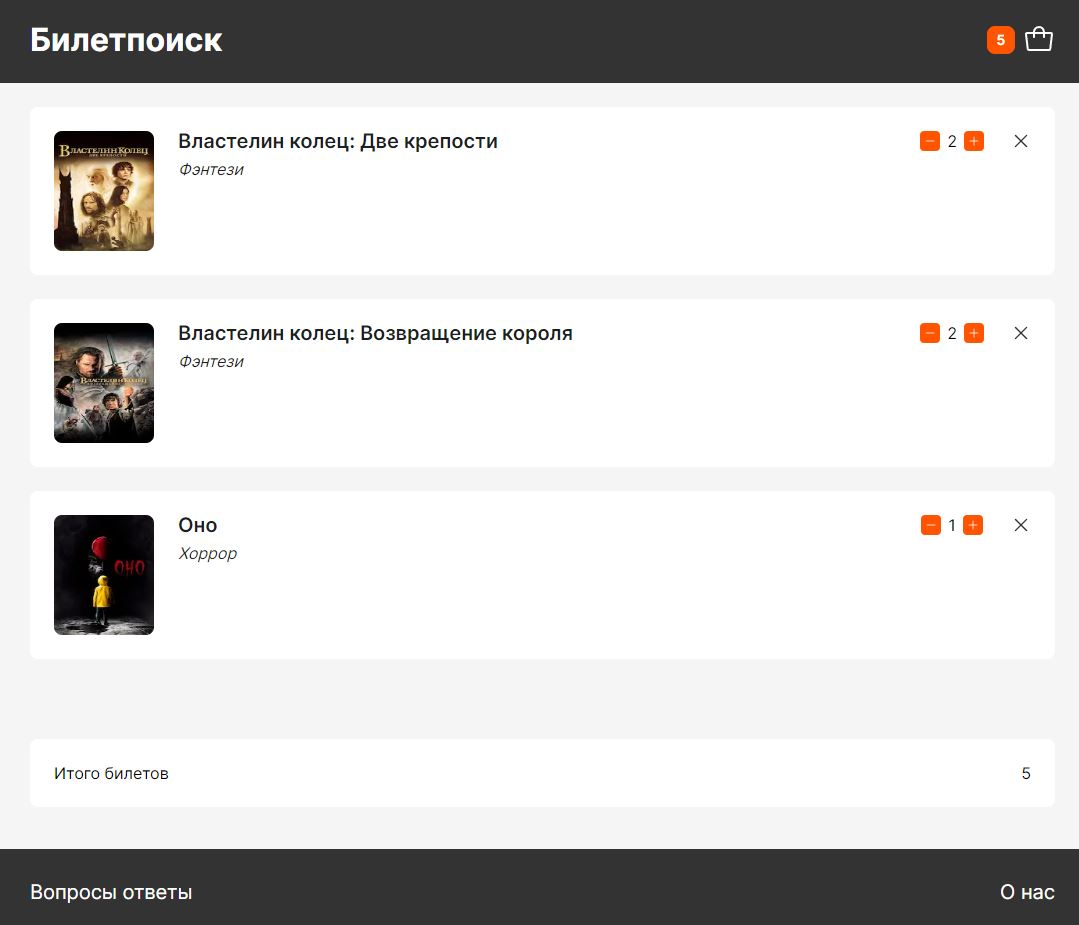 Билетпоиск
5
Властелин колец: Две крепости
− 2 +
Фэнтези
Властелин Колец
две крепости
Властелин колец: Возвращение короля
− 2 +
Фэнтези
Властелин Колец
Оно
− 1 +
Хоррор
ОНО
Итого билетов 5
Вопросы ответы О нас